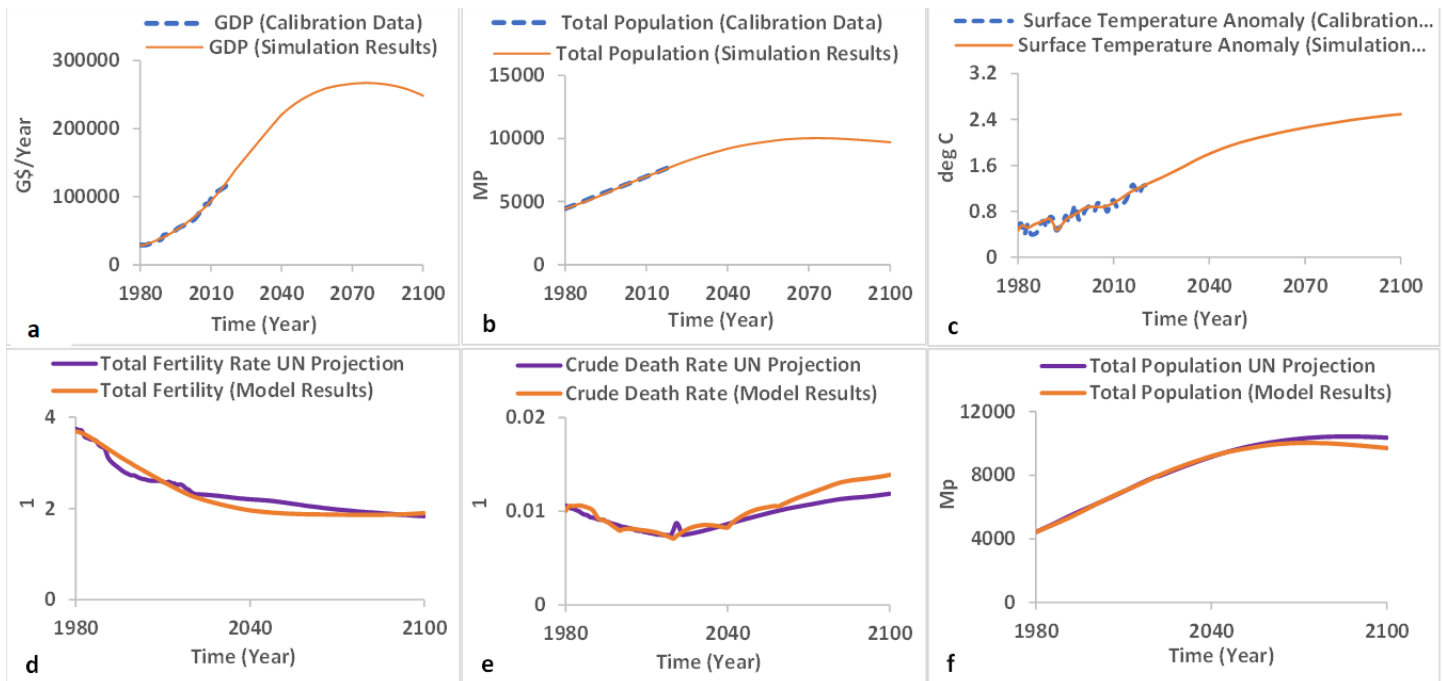 GDP (Calibration Data)
GDP (Simulation Results)
300000
200000
100000
0
G$/Year
1980 2010 2040 2070 2100
Time (Year)
a
Total Population (Calibration Data)
Total Population (Simulation Results)
15000
10000
5000
0
MP
1980 2010 2040 2070 2100
Time (Year)
b
Surface Temperature Anomaly (Calibration...
Surface Temperature Anomaly (Simulation...
3.2
2.4
1.6
0.8
0
deg C
1980 2010 2040 2070 2100
Time (Year)
c
Total Fertility Rate UN Projection
Total Fertility (Model Results)
4
2
0
1
1980 2040 2100
Time (Year)
d
Crude Death Rate UN Projection
Crude Death Rate (Model Results)
0.02
0.01
0
1
1980 2040 2100
Time (Year)
e
Total Population UN Projection
Total Population (Model Results)
12000
8000
4000
0
Mp
1980 2040 2100
Time (Year)
f